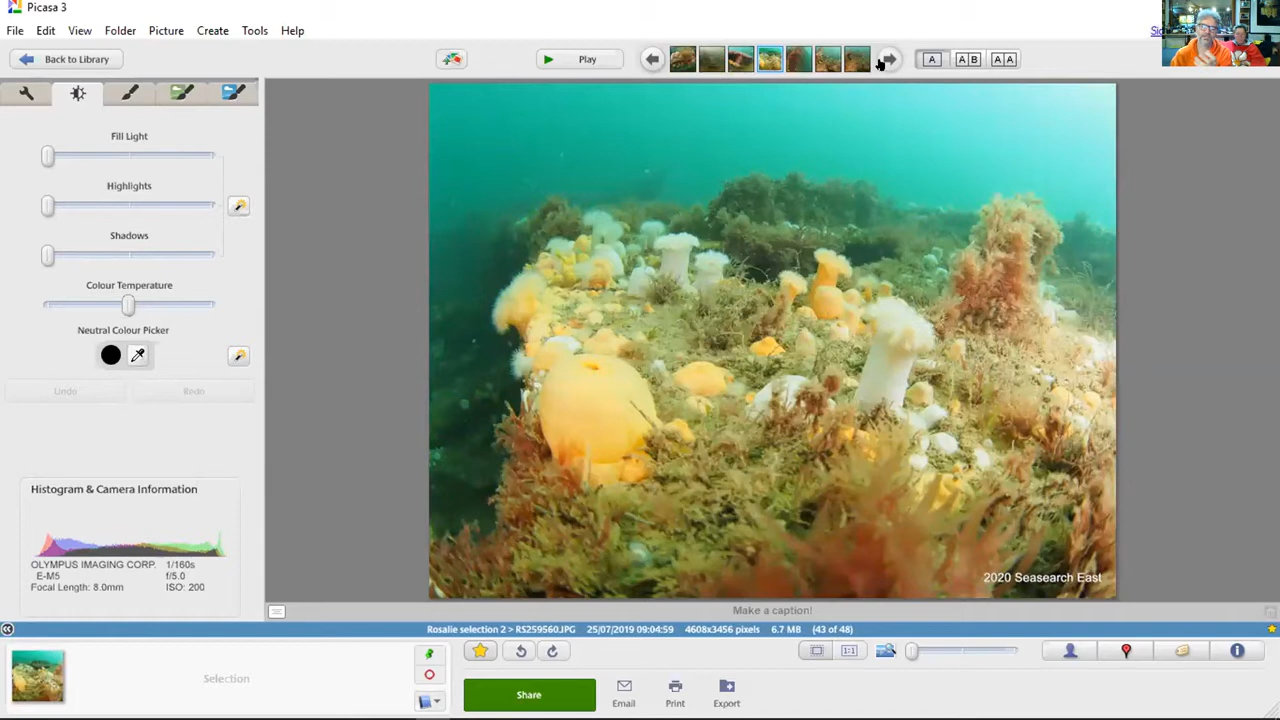 Picasa 3
File Edit View Folder Picture Create Tools Help
Back to Library
Play
A
A B
A A
Fill Light
Highlights
Shadows
Colour Temperature
Neutral Colour Picker
Undo Redo
Histogram & Camera Information
OLYMPUS IMAGING CORP. 1/160s
E-M5 f/5.0
Focal Length: 8.0mm ISO: 200
2020 Seasearch East
Make a caption!
Rosalie selection 2 > RS259560.JPG 25/07/2019 09:04:59 4608x3456 pixels 6.7 MB (43 of 48)
1:1
Selection
Share
Email Print Export